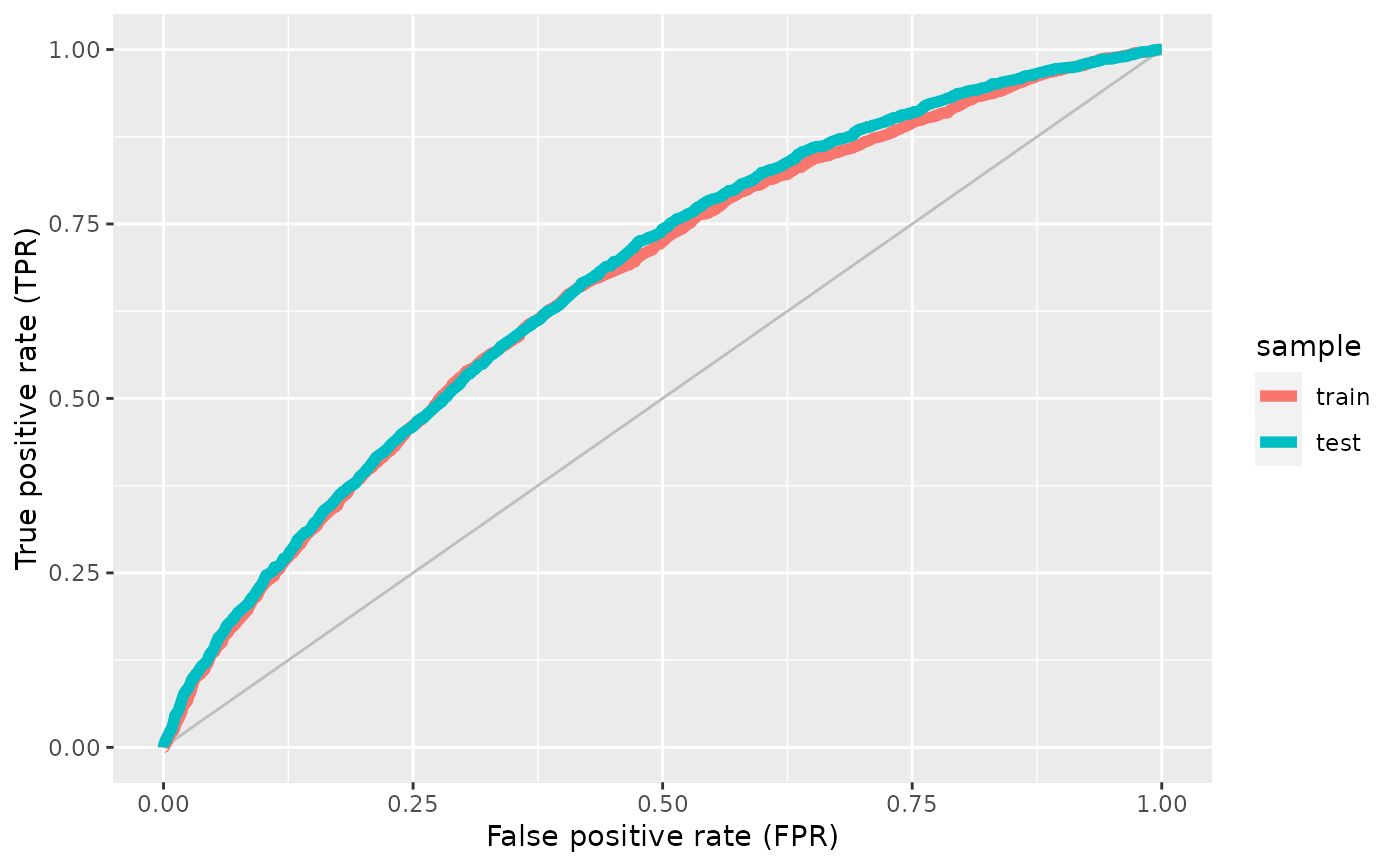 1.00
0.75
0.50
0.25
0.00
True positive rate (TPR)
0.00 0.25 0.50 0.75 1.00
False positive rate (FPR)
sample
train
test